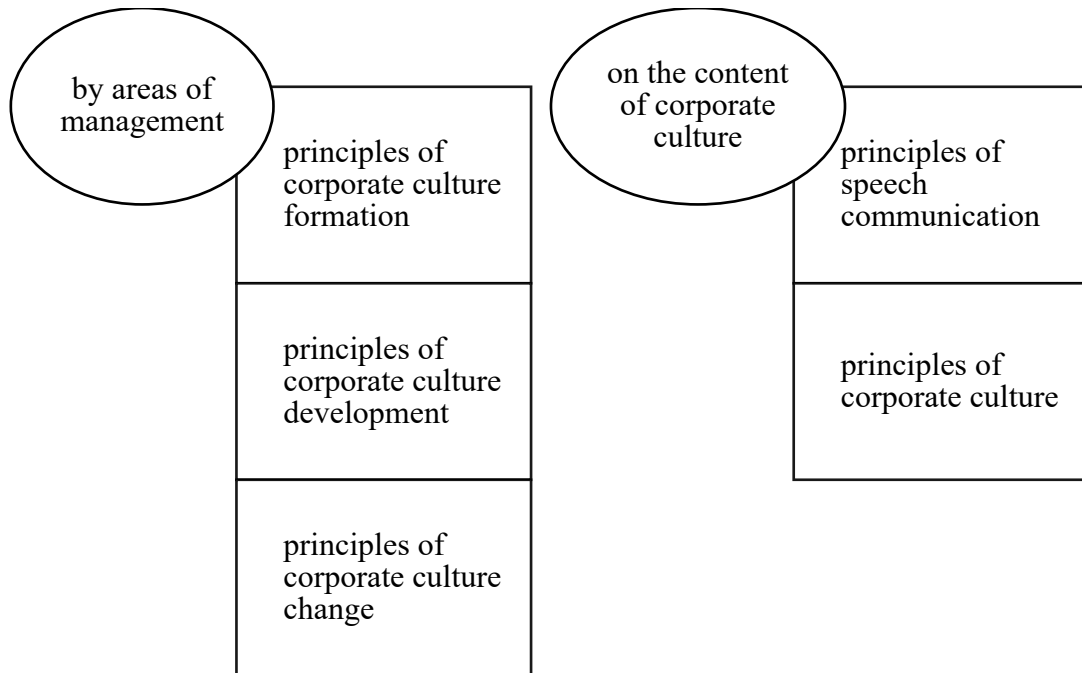 by areas of
management
principles of
corporate culture
formation
principles of
corporate culture
development
principles of
corporate culture
change
on the content
of corporate
culture
principles of
speech
communication
principles of
corporate culture